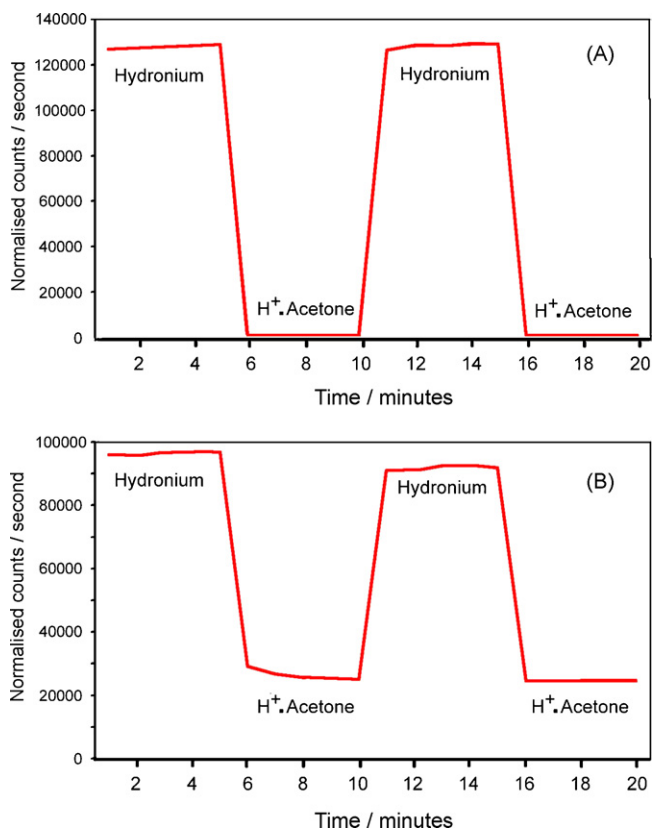 140000
(A)
120000
Hydronium
Hydronium
100000
80000
60000
40000
20000
H⁺.Acetone
H⁺.Acetone
0
2 4 6 8 10 12 14 16 18 20
Normalised counts / second
Time / minutes
100000
(B)
Hydronium
Hydronium
80000
60000
40000
20000
H⁺.Acetone
H⁺.Acetone
0
2 4 6 8 10 12 14 16 18 20
Normalised counts / second
Time / minutes